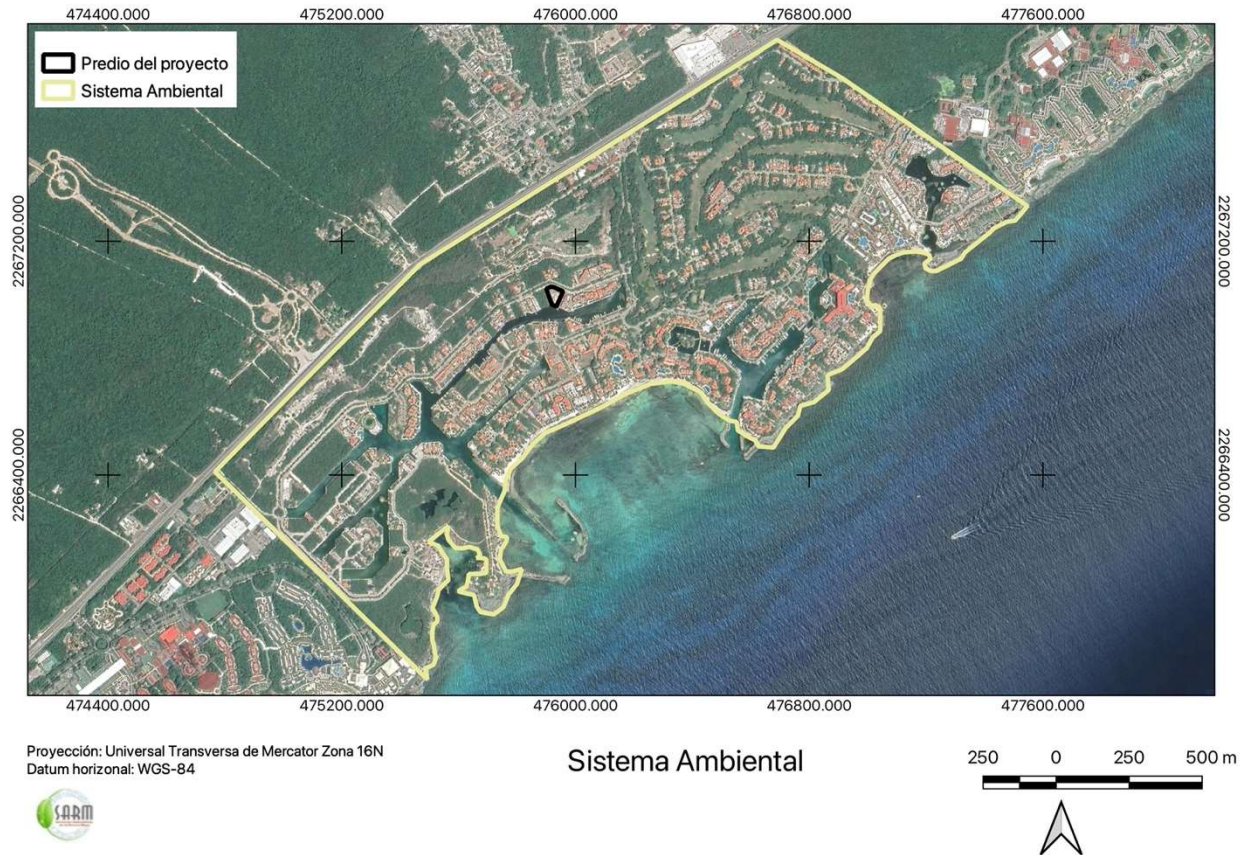 474400.000 475200.000 476000.000 476800.000 477600.000
Predio del proyecto
Sistema Ambiental
2267200.000
2267200.000
2266400.000
2266400.000
474400.000 475200.000 476000.000 476800.000 477600.000
Proyección: Universal Transversa de Mercator Zona 16N
Datum horizonal: WGS-84
Sistema Ambiental
250 0 250 500 m
SARM